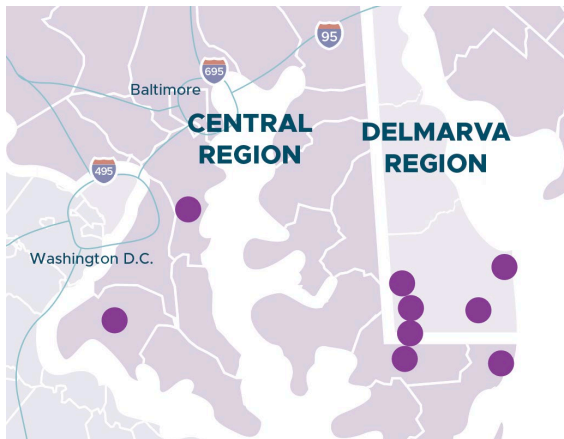 95
695
Baltimore
CENTRAL
REGION
DELMARVA
REGION
495
Washington D.C.